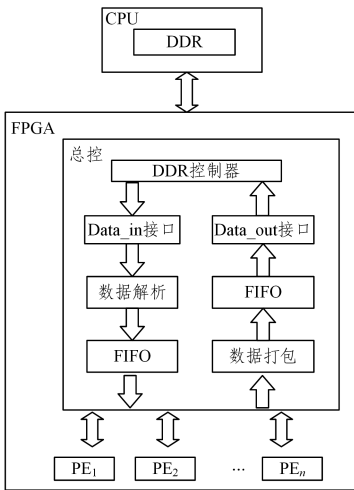 CPU
DDR
FPGA
总控
DDR控制器
Data_in接口
Data_out接口
数据解析
FIFO
FIFO
数据打包
PE₁
PE₂
...
PEₙ